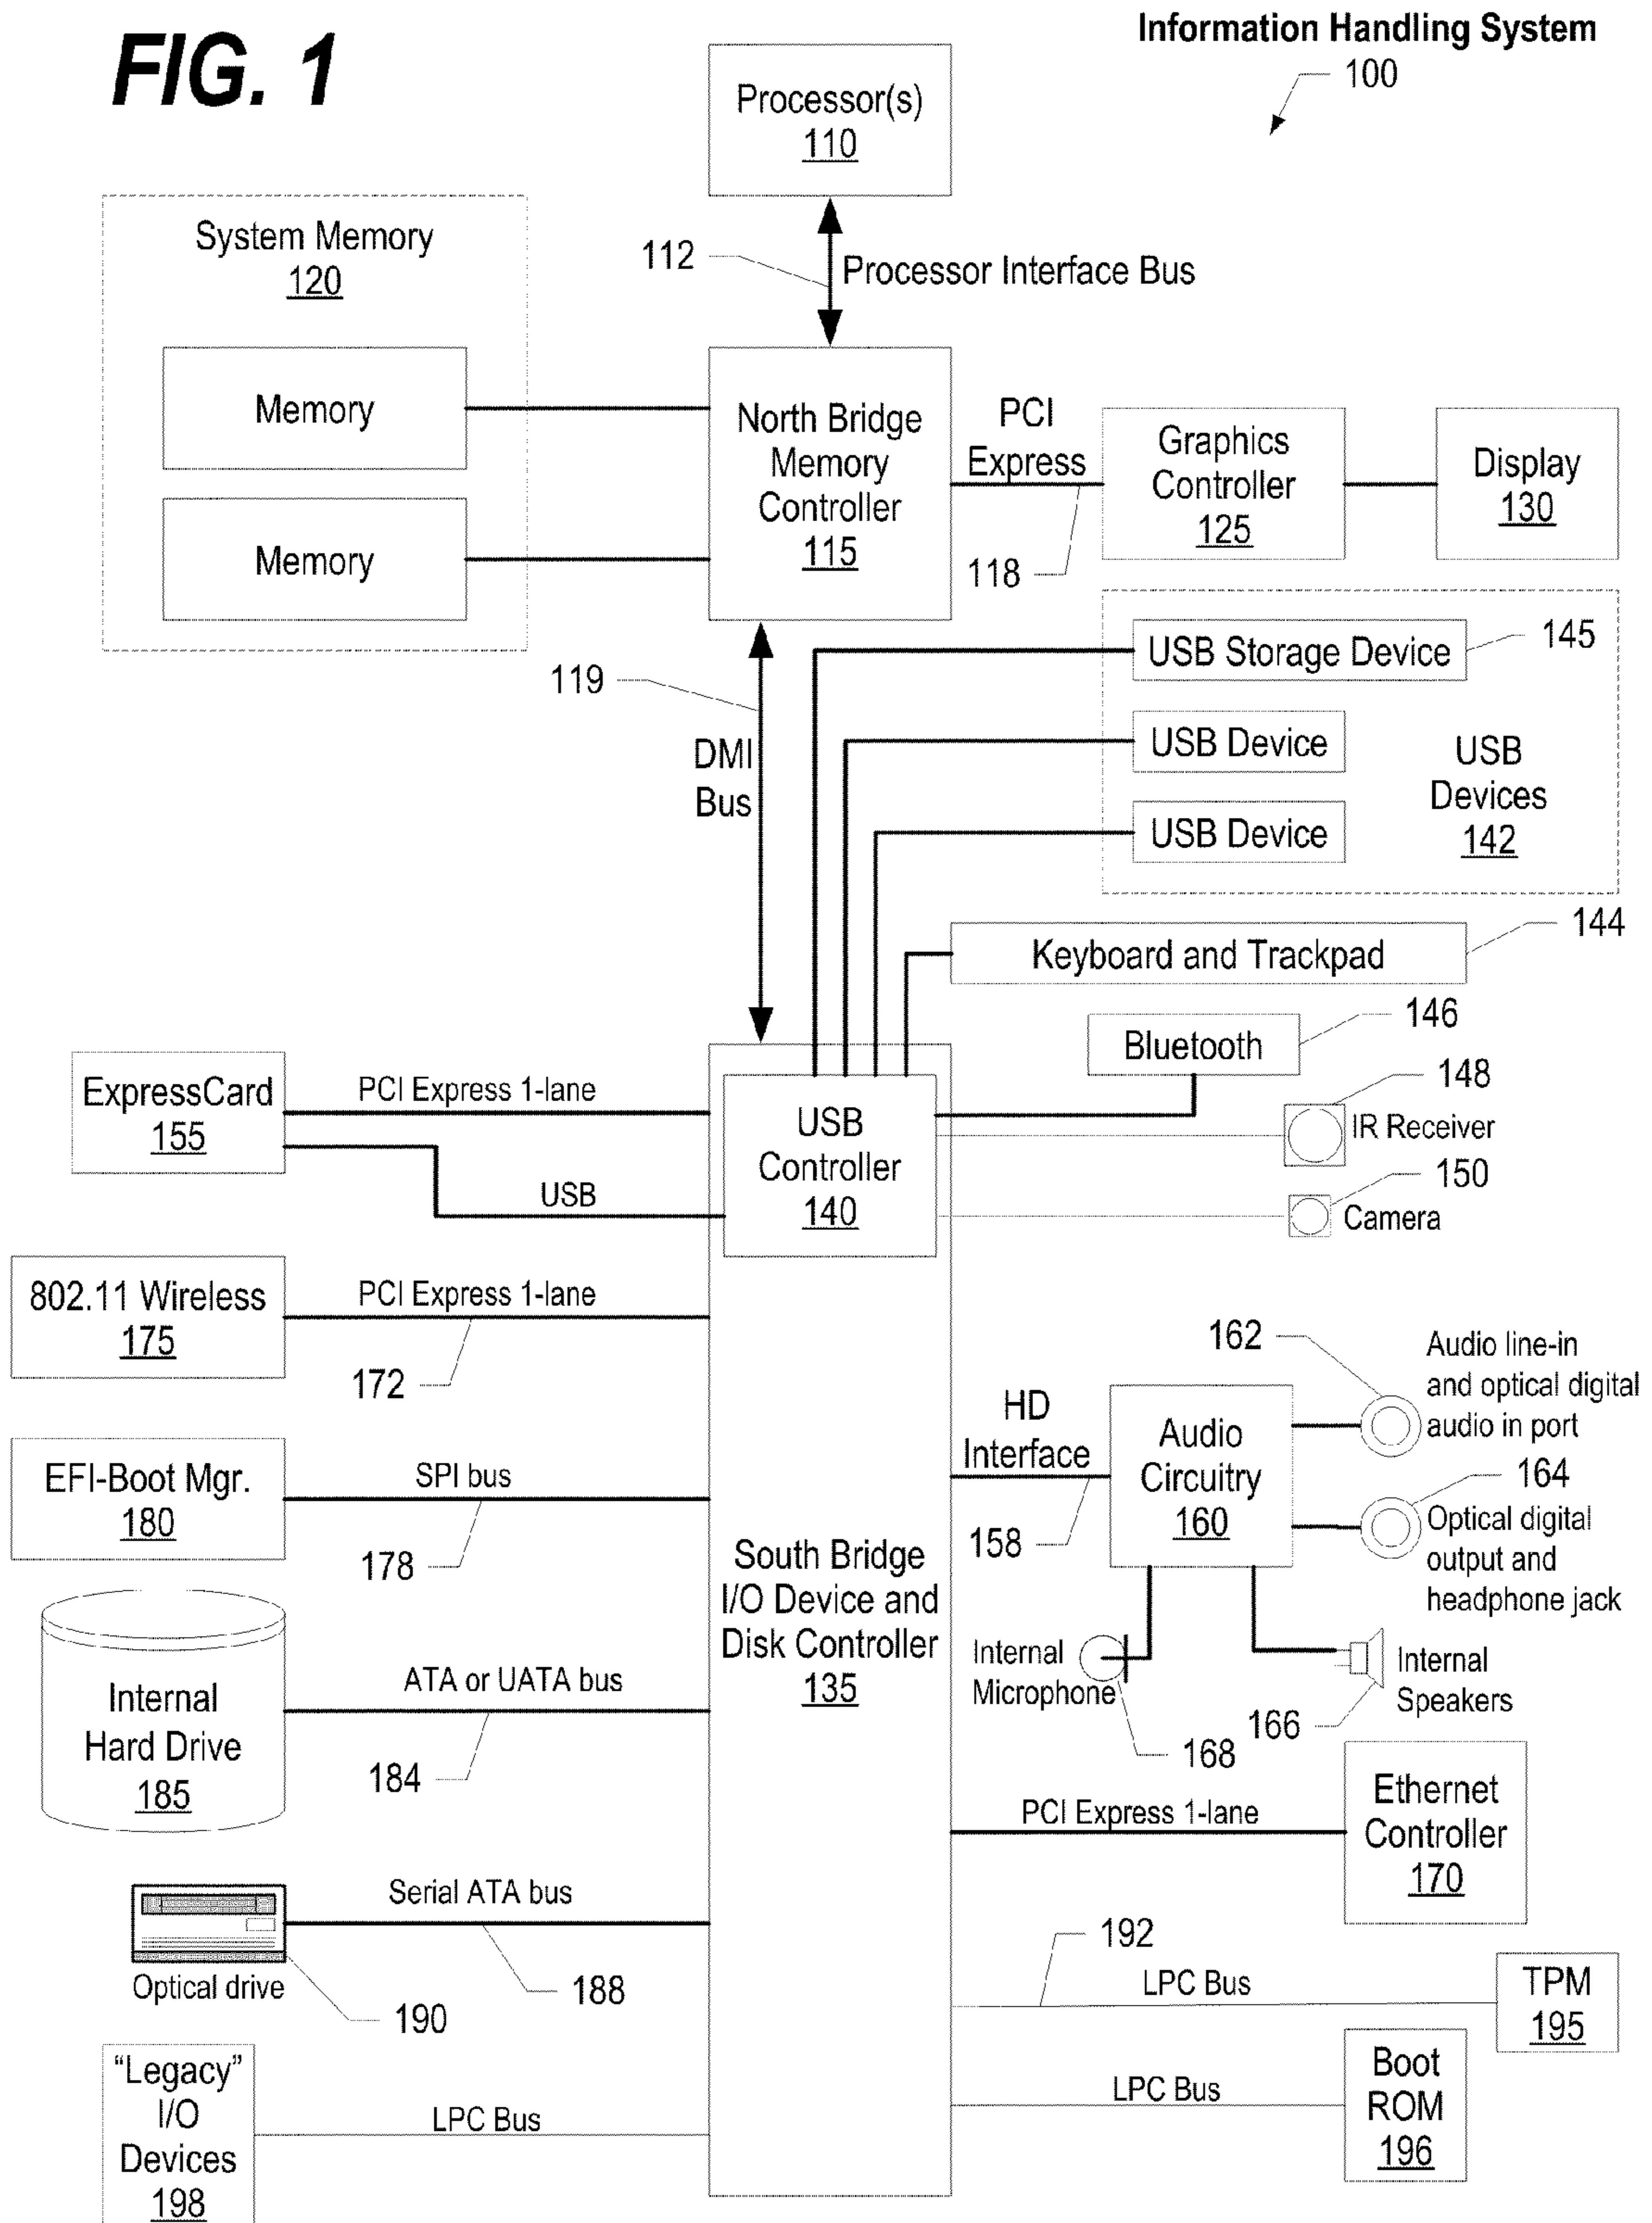 FIG. 1
Information Handling System
100
Processor(s)
110
112
Processor Interface Bus
System Memory
120
Memory
Memory
North Bridge
Memory
Controller
115
PCI
Express
118
Graphics
Controller
125
Display
130
119
DMI
Bus
USB Storage Device
145
USB Device
USB Device
USB
Devices
142
Keyboard and Trackpad
144
Bluetooth
146
148
IR Receiver
150
Camera
ExpressCard
155
PCI Express 1-lane
USB
USB
Controller
140
802.11 Wireless
175
PCI Express 1-lane
172
EFI-Boot Mgr.
180
SPI bus
178
Internal
Hard Drive
185
ATA or UATA bus
184
Optical drive
190
Serial ATA bus
188
"Legacy"
I/O
Devices
198
LPC Bus
South Bridge
I/O Device and
Disk Controller
135
HD
Interface
158
Audio
Circuitry
160
162
Audio line-in
and optical digital
audio in port
164
Optical digital
output and
headphone jack
Internal
Microphone
168
166
Internal
Speakers
PCI Express 1-lane
Ethernet
Controller
170
192
LPC Bus
TPM
195
LPC Bus
Boot
ROM
196